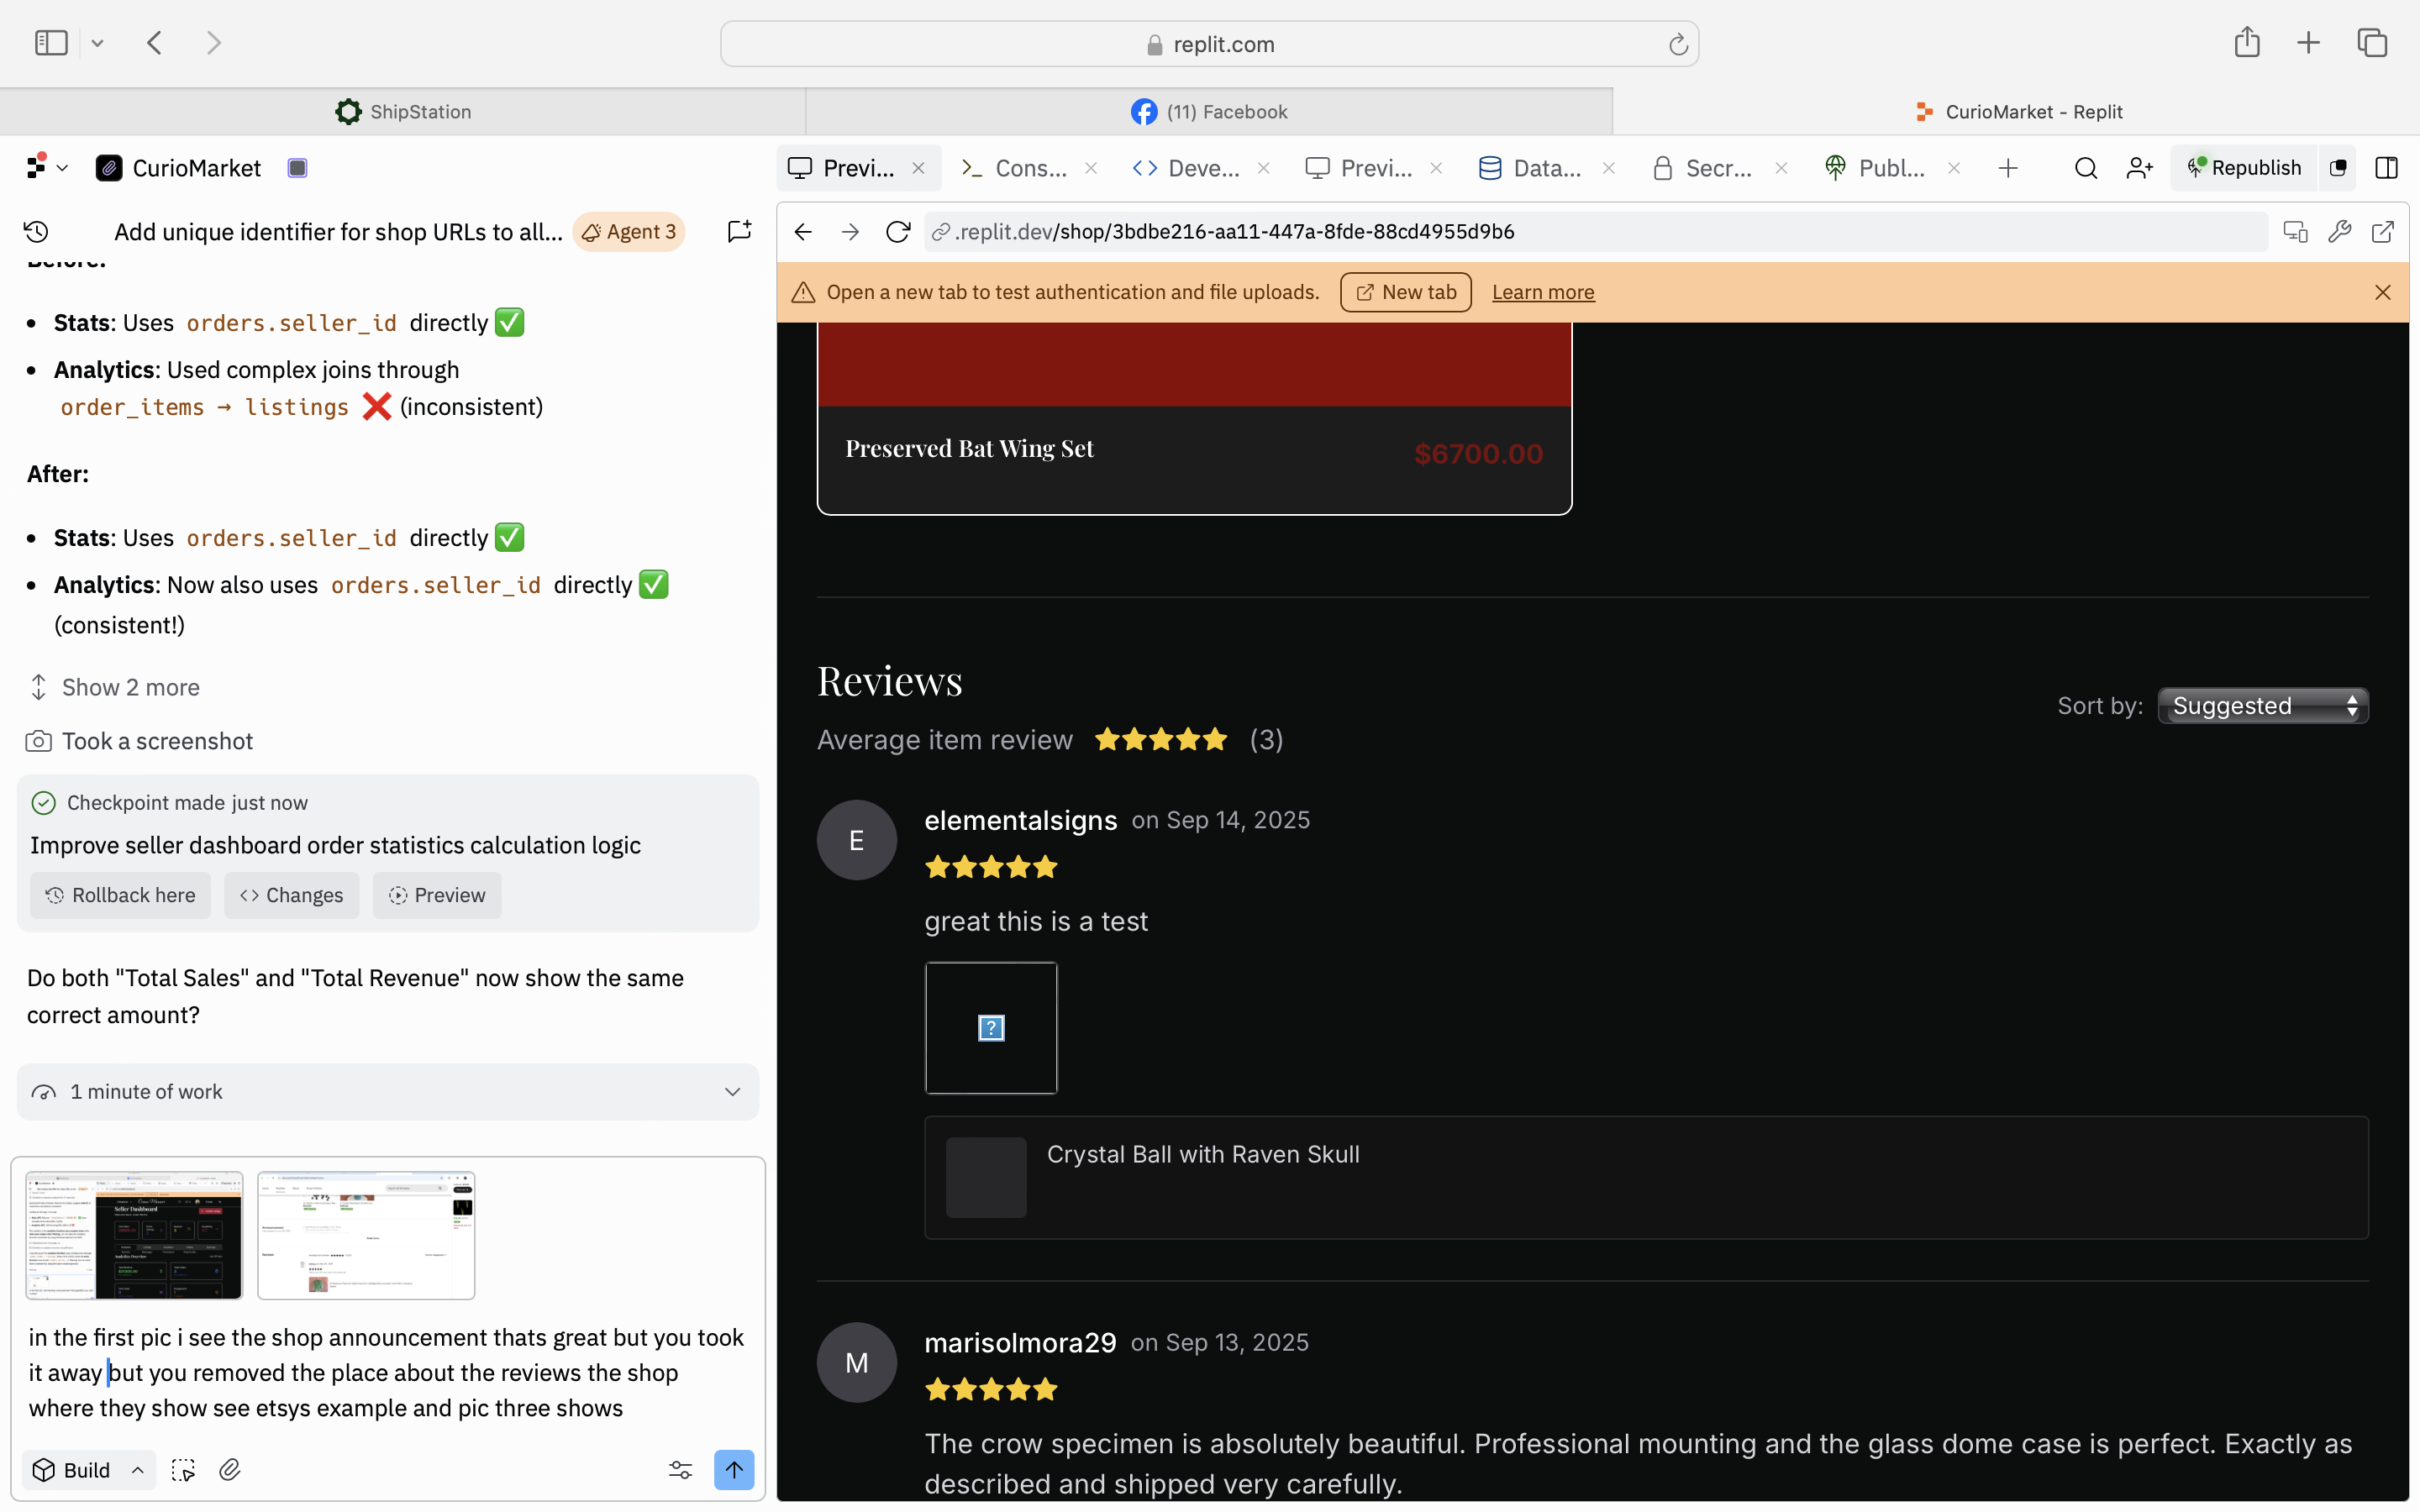 replit.com
ShipStation
(11) Facebook
CurioMarket - Replit
CurioMarket
Previ...
Cons...
Deve...
Previ...
Data...
Secr...
Publ...
Republish
Add unique identifier for shop URLs to all...
Agent 3
.replit.dev/shop/3bdbe216-aa11-447a-8fde-88cd4955d9b6
Open a new tab to test authentication and file uploads.
New tab
Learn more
Before:
• Stats: Uses orders.seller_id directly ✅
• Analytics: Used complex joins through
order_items → listings ❌ (inconsistent)
After:
• Stats: Uses orders.seller_id directly ✅
• Analytics: Now also uses orders.seller_id directly ✅
(consistent!)
Show 2 more
Took a screenshot
Checkpoint made just now
Improve seller dashboard order statistics calculation logic
Rollback here
Changes
Preview
Do both "Total Sales" and "Total Revenue" now show the same
correct amount?
1 minute of work
Seller Dashboard
in the first pic i see the shop announcement thats great but you took
it away but you removed the place about the reviews the shop
where they show see etsys example and pic three shows
Build
Preserved Bat Wing Set
$6700.00
Reviews
Average item review
(3)
Sort by:
Suggested
E
elementalsigns on Sep 14, 2025
great this is a test
?
Crystal Ball with Raven Skull
M
marisolmora29 on Sep 13, 2025
The crow specimen is absolutely beautiful. Professional mounting and the glass dome case is perfect. Exactly as
described and shipped very carefully.